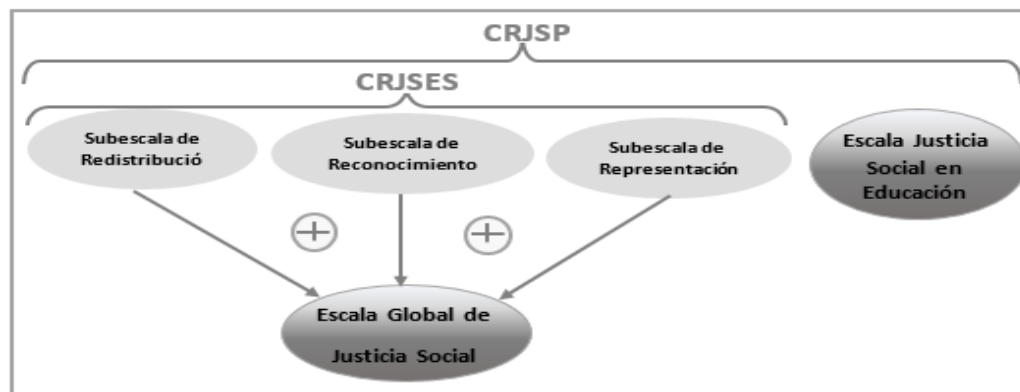 CRJSP
CRJSES
Subescala de
Redistribució
Subescala de
Reconocimiento
Subescala de
Representación
Escala Justicia
Social en
Educación
Escala Global de
Justicia Social